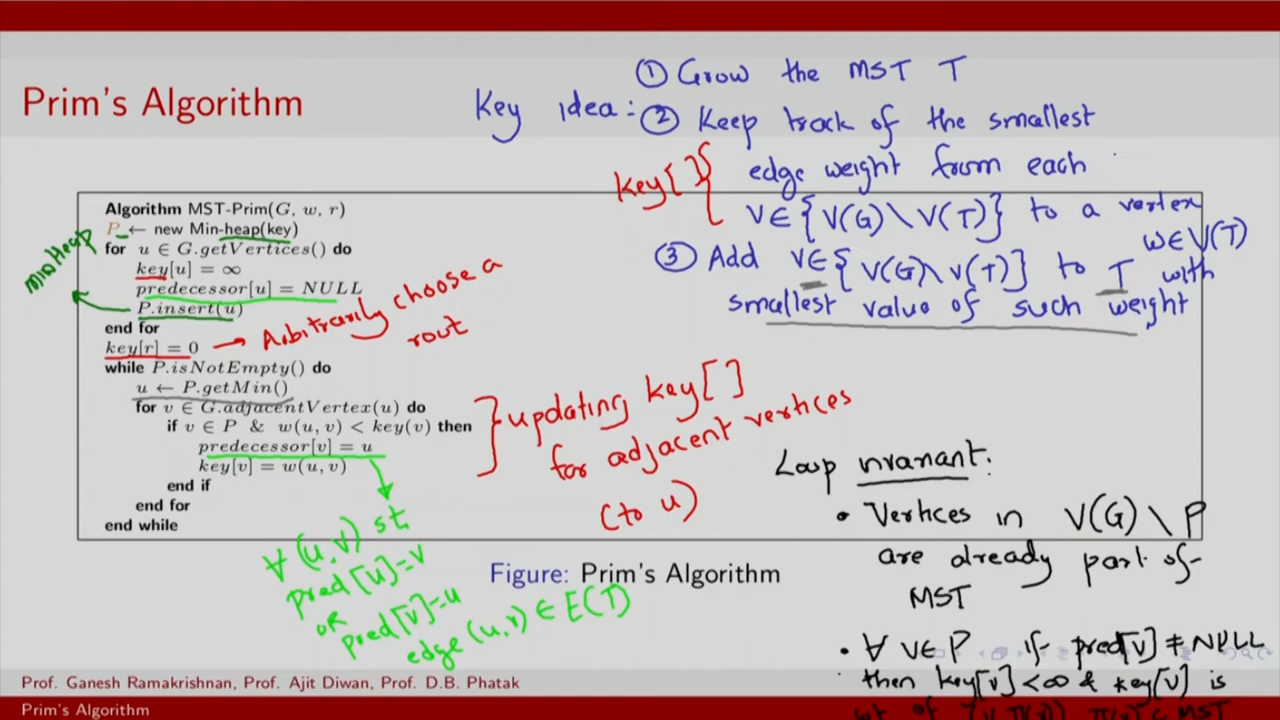 Prim's Algorithm
Key idea:
① Grow the MST T
② Keep track of the smallest
edge weight from each
key[]{
V∈{V(G)\V(T)} to a vertex
w∈V(T)
③ Add V∈{V(G)\V(T)} to T with
smallest value of such weight
Algorithm MST-Prim(G, w, r)
P ← new Min-heap(key)
for u ∈ G.getVertices() do
key[u] = ∞
predecessor[u] = NULL
P.insert(u)
end for
key[r] = 0
while P.isNotEmpty() do
u ← P.getMin()
for v ∈ G.adjacentVertex(u) do
if v ∈ P & w(u, v) < key(v) then
predecessor[v] = u
key[v] = w(u, v)
end if
end for
end while
minHeap
→ Arbitrarily choose a
rout
} updating key[]
for adjacent vertices
(to u)
∀ (u,v) st.
pred[u]=v
OR
pred[v]=u
edge (u,v) ∈ E(T)
Loop invariant:
• Vertices in V(G) \ P
are already part of
MST
• ∀ v∈P if pred[v] ≠ NULL
then key[v] < ∞ & key[v] is
wt of
Figure: Prim's Algorithm
Prof. Ganesh Ramakrishnan, Prof. Ajit Diwan, Prof. D.B. Phatak
Prim's Algorithm